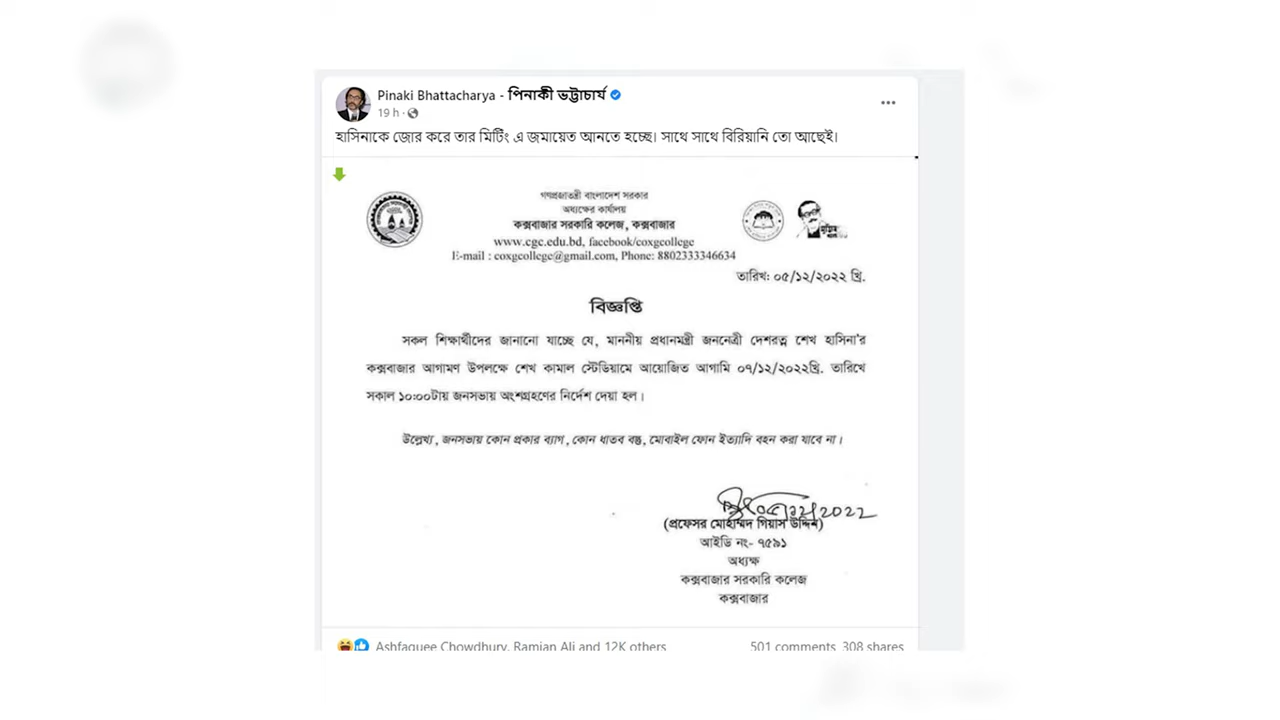 Pinaki Bhattacharya - পিনাকী ভট্টাচার্য
19 h ·
হাসিনাকে জোর করে তার মিটিং এ জমায়েত আনতে হচ্ছে। সাথে সাথে বিরিয়ানি তো আছেই।
গণপ্রজাতন্ত্রী বাংলাদেশ সরকার
অধ্যক্ষের কার্যালয়
কক্সবাজার সরকারি কলেজ, কক্সবাজার
www.cgc.edu.bd, facebook/coxgcollege
E-mail : coxgcollege@gmail.com, Phone: 8802333346634
তারিখ: ০৫/১২/২০২২ খ্রি.
বিজ্ঞপ্তি
সকল শিক্ষার্থীদের জানানো যাচ্ছে যে, মাননীয় প্রধানমন্ত্রী জননেত্রী দেশরত্ন শেখ হাসিনা'র
কক্সবাজার আগামণ উপলক্ষে শেখ কামাল স্টেডিয়ামে আয়োজিত আগামি ০৭/১২/২০২২খ্রি. তারিখে
সকাল ১০:০০টায় জনসভায় অংশগ্রহণের নির্দেশ দেয়া হল।
উল্লেখ্য, জনসভায় কোন প্রকার ব্যাগ, কোন ধাতব বস্তু, মোবাইল ফোন ইত্যাদি বহন করা যাবে না।
০৫/১২/2022
(প্রফেসর মোহাম্মদ গিয়াস উদ্দিন)
আইডি নং- ৭৫৯১
অধ্যক্ষ
কক্সবাজার সরকারি কলেজ
কক্সবাজার
Ashfaquee Chowdhury, Ramian Ali and 12K others
501 comments 308 shares